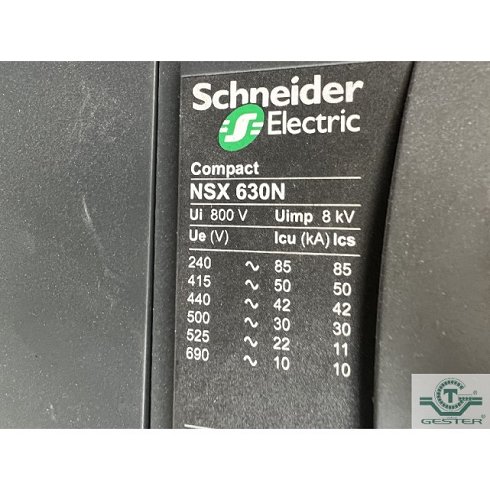 Schneider
Electric
Compact
NSX 630N
Ui 800 V Uimp 8 kV
Ue (V) Icu (kA) Ics
240 ~ 85 85
415 ~ 50 50
440 ~ 42 42
500 ~ 30 30
525 ~ 22 11
690 ~ 10 10
T
GESTER